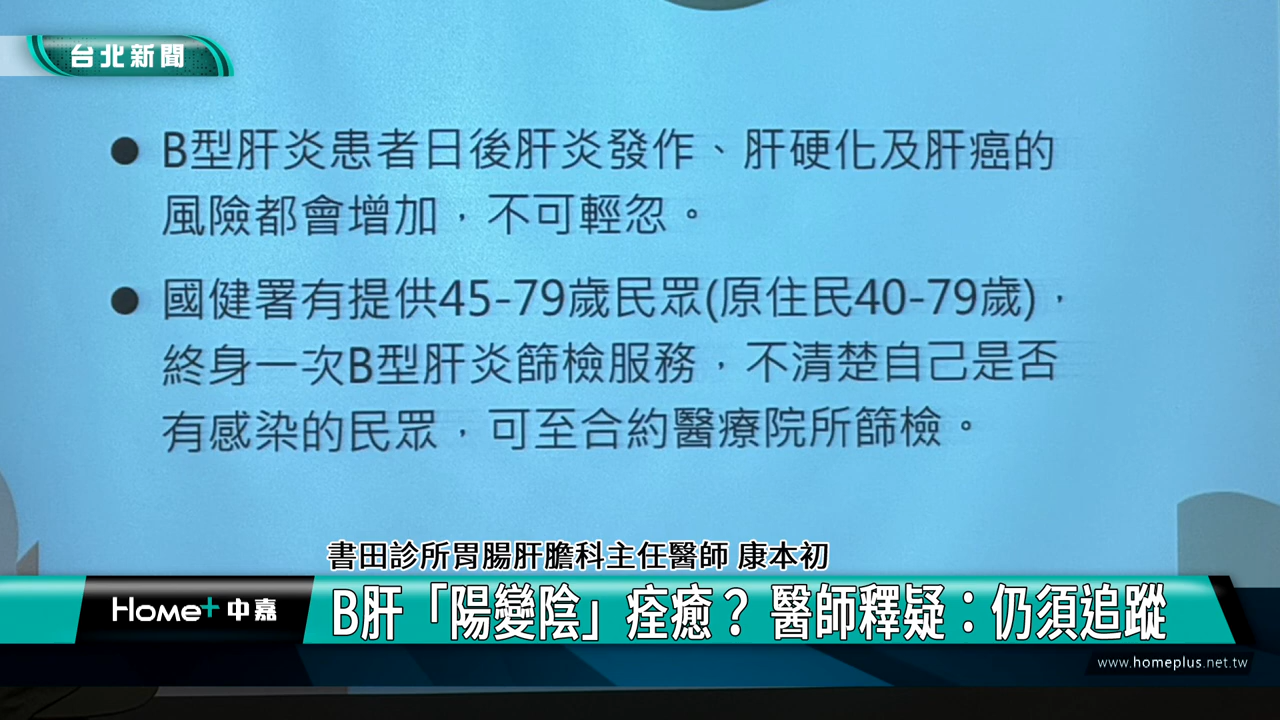 台北新聞
● B型肝炎患者日後肝炎發作、肝硬化及肝癌的
風險都會增加，不可輕忽。
● 國健署有提供45-79歲民眾(原住民40-79歲)，
終身一次B型肝炎篩檢服務，不清楚自己是否
有感染的民眾，可至合約醫療院所篩檢。
書田診所胃腸肝膽科主任醫師 康本初
Home+中嘉
B肝「陽變陰」痊癒？醫師釋疑：仍須追蹤
www.homeplus.net.tw